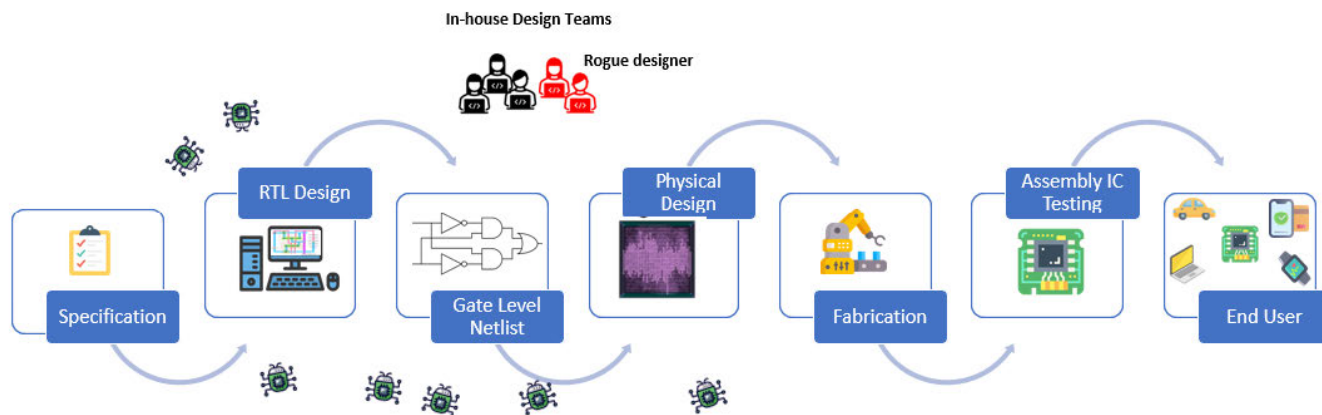 In-house Design Teams
Rogue designer
RTL Design
Physical
Design
Assembly IC
Testing
Specification
Gate Level
Netlist
Fabrication
End User